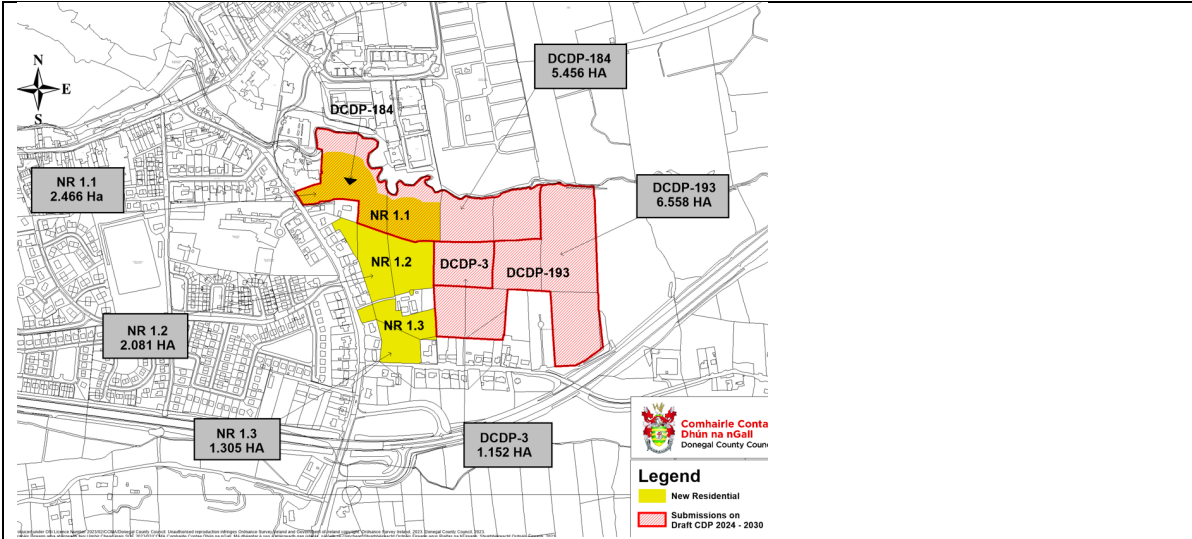 N
E
S
DCDP-184
5.456 HA
DCDP-184
NR 1.1
2.466 Ha
DCDP-193
6.558 HA
NR 1.1
NR 1.2
DCDP-3
DCDP-193
NR 1.3
NR 1.2
2.081 HA
NR 1.3
1.305 HA
DCDP-3
1.152 HA
Comhairle Conta
Dhún na nGall
Donegal County Counc
Legend
New Residential
Submissions on
Draft CDP 2024 - 2030